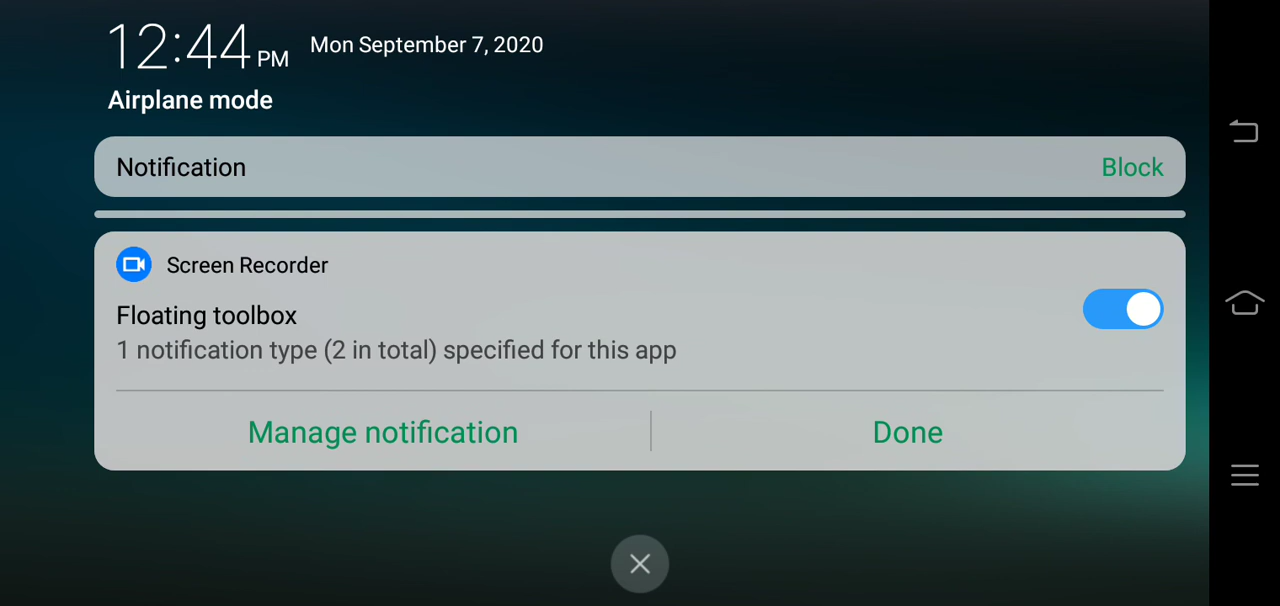 12:44 PM Mon September 7, 2020
Airplane mode
Notification Block
Screen Recorder
Floating toolbox
1 notification type (2 in total) specified for this app
Manage notification Done